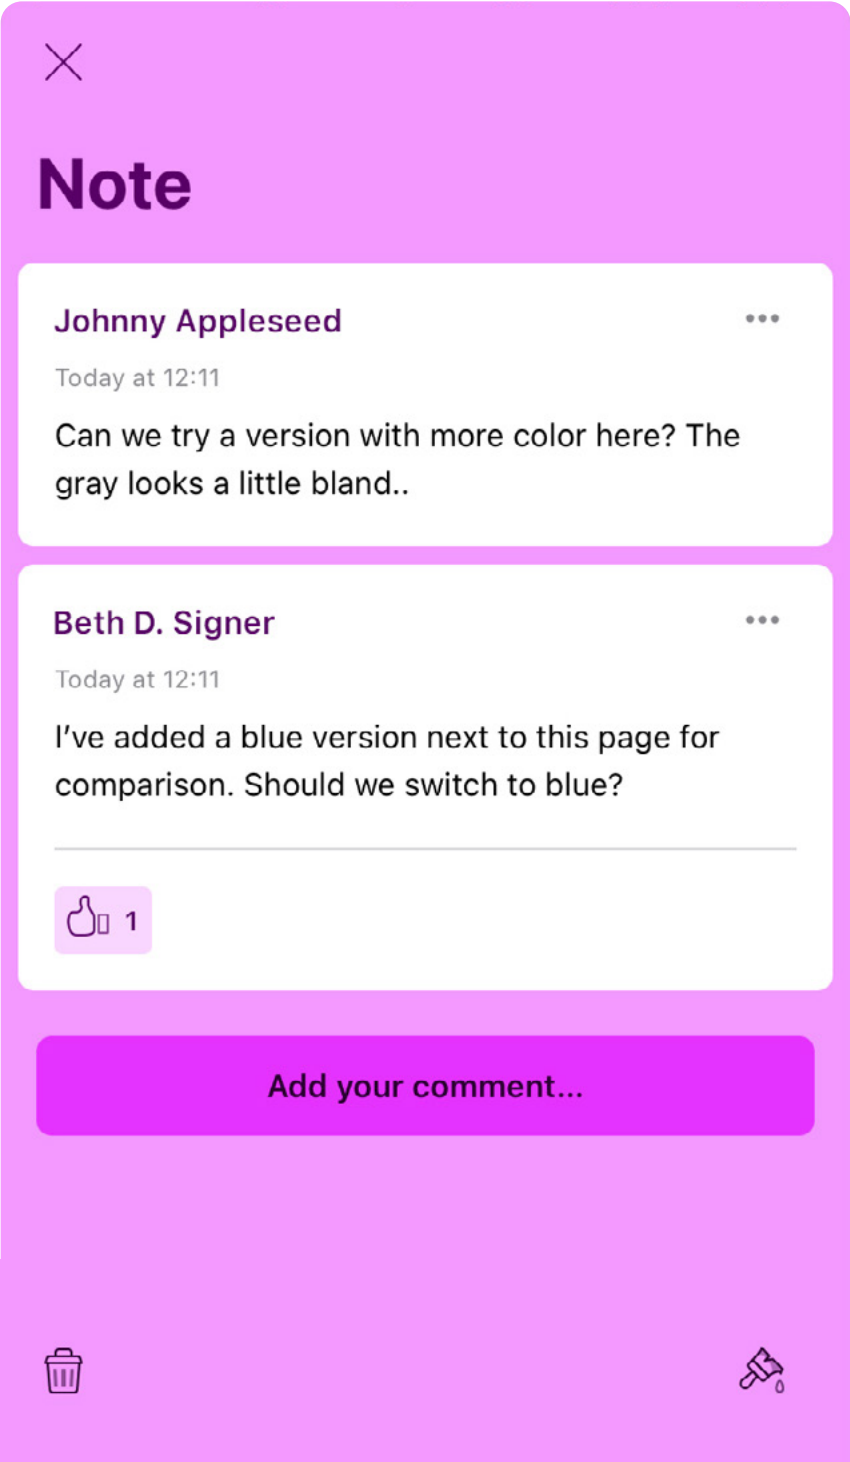 Note
Johnny Appleseed
Today at 12:11
Can we try a version with more color here? The
gray looks a little bland..
Beth D. Signer
Today at 12:11
I've added a blue version next to this page for
comparison. Should we switch to blue?
1
Add your comment...